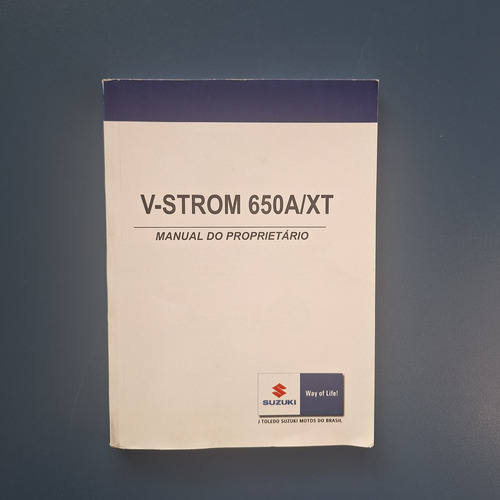 V-STROM 650A/XT
MANUAL DO PROPRIETÁRIO
SUZUKI
Way of Life!
J TOLEDO SUZUKI MOTOS DO BRASIL